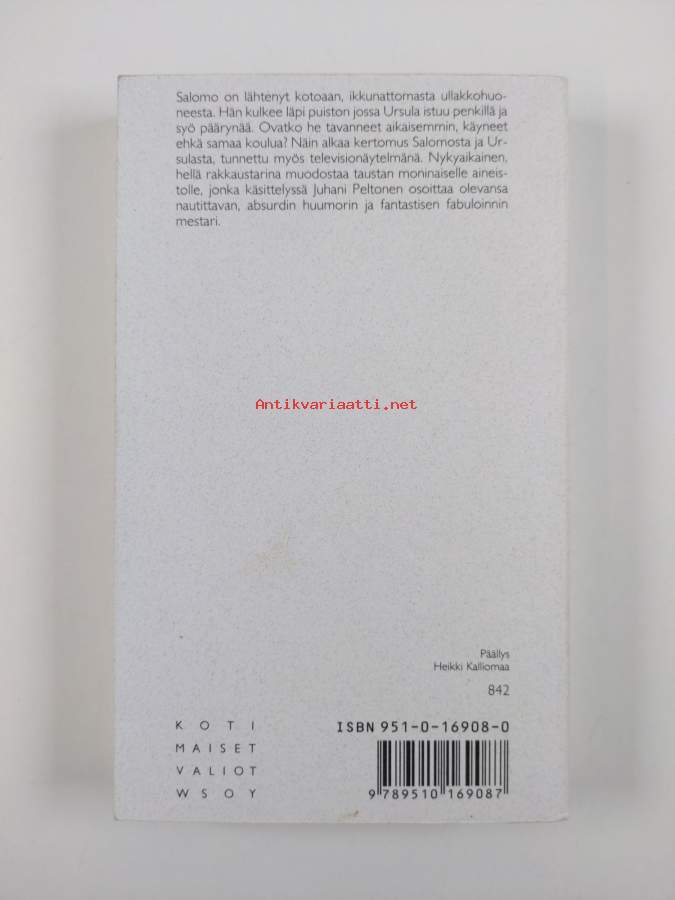 Salomo on lähtenyt kotoaan, ikkunattomasta ullakkohuo-
neesta. Hän kulkee läpi puiston jossa Ursula istuu penkillä ja
syö päärynää. Ovatko he tavanneet aikaisemmin, käyneet
ehkä samaa koulua? Näin alkaa kertomus Salomosta ja Ur-
sulasta, tunnettu myös televisionäytelmänä. Nykyaikainen,
hellä rakkaustarina muodostaa taustan moninaiselle aineis-
tolle, jonka käsittelyssä Juhani Peltonen osoittaa olevansa
nautittavan, absurdin huumorin ja fantastisen fabuloinnin
mestari.
Antikvariaatti.net
Päällys
Heikki Kalliomaa
842
KOTI
MAISET
VALIOT
WSOY
ISBN 951-0-16908-0
9 789510 169087